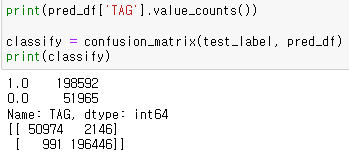 print(pred_df['TAG'].value_counts())
classify = confusion_matrix(test_label, pred_df)
print(classify)
1.0    198592
0.0     51965
Name: TAG, dtype: int64
[[ 50974   2146]
 [   991 196446]]